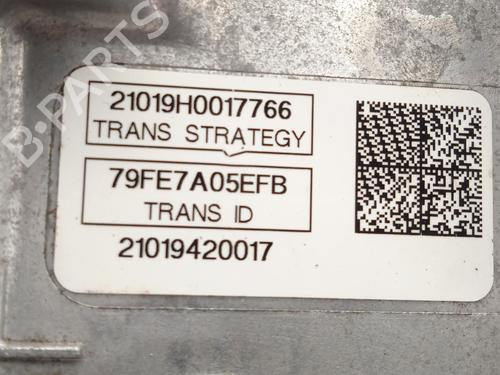 21019H0017766
TRANS STRATEGY
79FE7A05EFB
TRANS ID
21019420017
B-PARTS